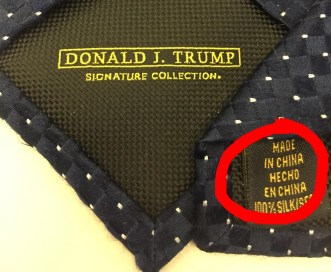 DONALD J. TRUMP
SIGNATURE COLLECTION.
MADE
IN CHINA
HECHO
EN CHINA
100% SILK/